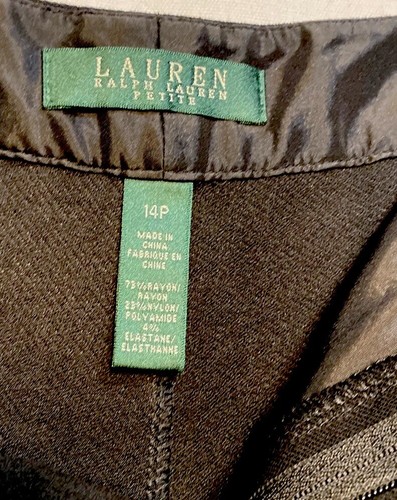 LAUREN
RALPH LAUREN
PETITE
14P
MADE IN
CHINA
FABRIQUE EN
CHINE
73%RAYON/
RAYON
23%NYLON/
POLYAMIDE
4%
ELASTANE/
ELASTHANNE